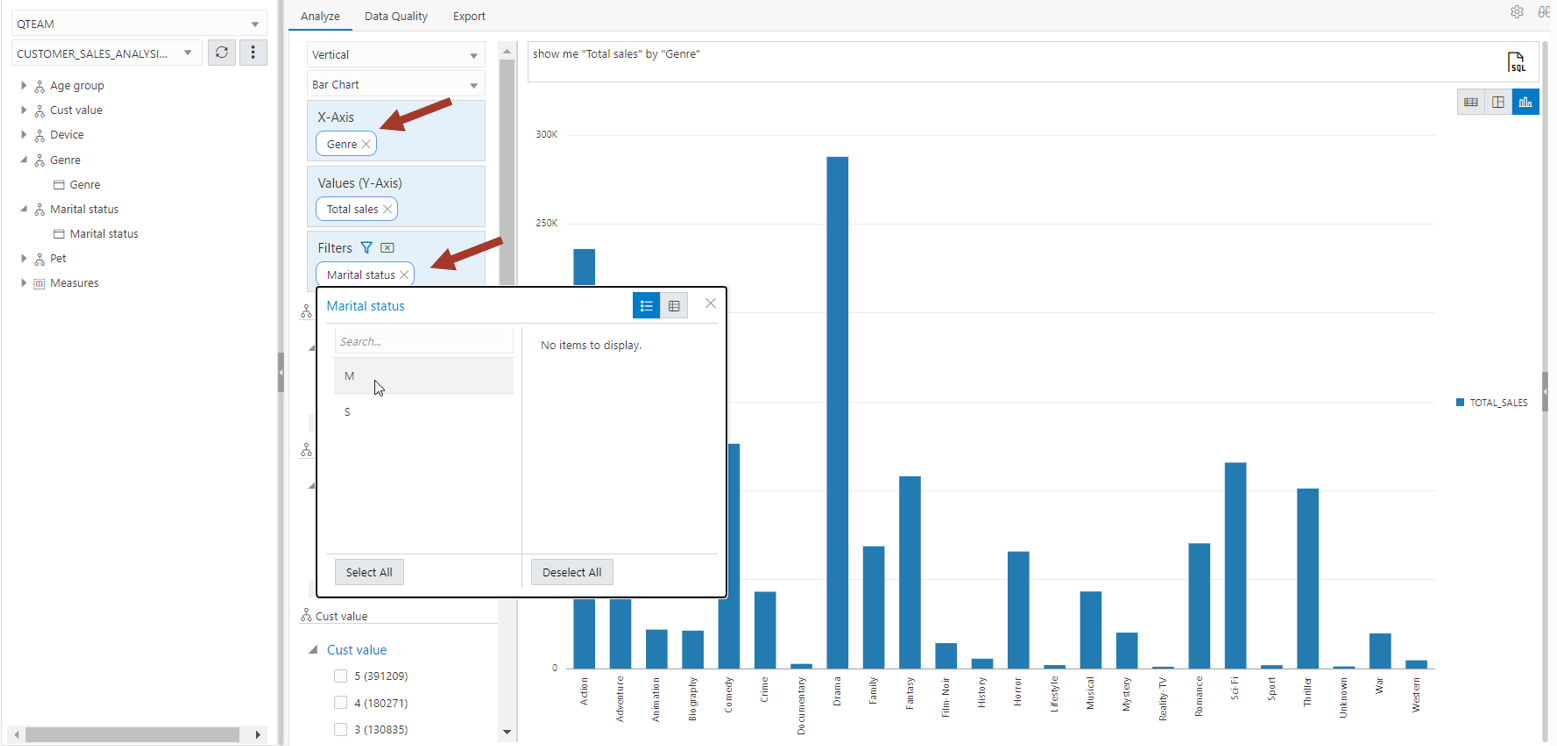 QTEAM
CUSTOMER_SALES_ANALYSI...
Age group
Cust value
Device
Genre
Genre
Marital status
Marital status
Pet
Measures
Analyze Data Quality Export
Vertical
Bar Chart
X-Axis
Genre
Values (Y-Axis)
Total sales
Filters
Marital status
Marital status
Search...
M
S
No items to display.
Select All
Deselect All
Cust value
Cust value
5 (391209)
4 (180271)
3 (130835)
show me "Total sales" by "Genre"
SQL
300K
250K
0
Action
Adventure
Animation
Biography
Comedy
Crime
Documentary
Drama
Family
Fantasy
Film-Noir
History
Horror
Lifestyle
Musical
Mystery
Reality-TV
Romance
Sci-Fi
Sport
Thriller
Unknown
War
Western
TOTAL_SALES